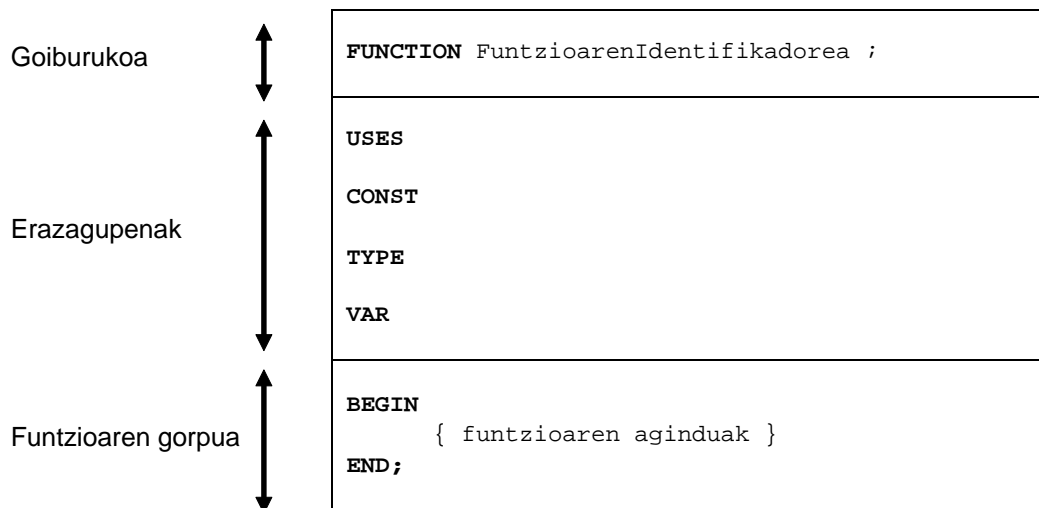 Goiburukoa
FUNCTION FuntzioarenIdentifikadorea ;
Erazagupenak
USES
CONST
TYPE
VAR
Funtzioaren gorpua
BEGIN
{ funtzioaren aginduak }
END;